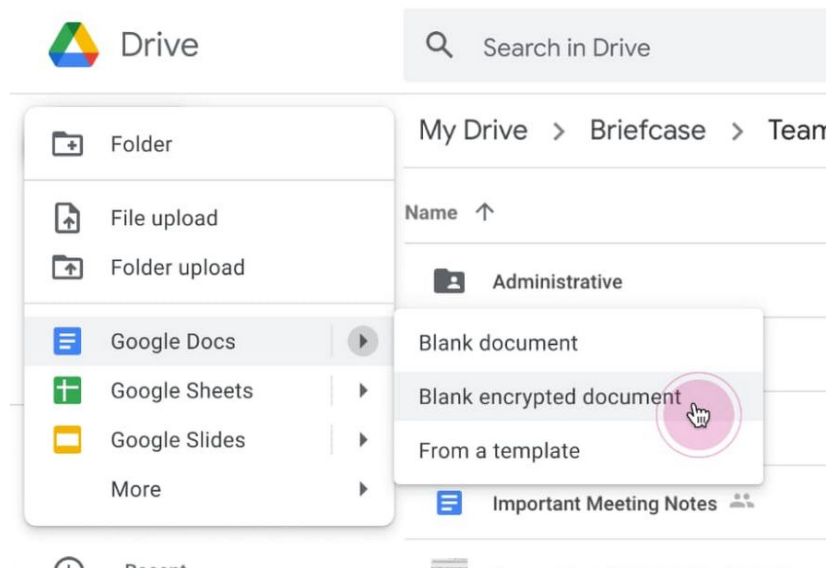 Drive
Search in Drive
Folder
File upload
Folder upload
Google Docs
Google Sheets
Google Slides
More
My Drive > Briefcase > Team
Name
Administrative
Blank document
Blank encrypted document
From a template
Important Meeting Notes